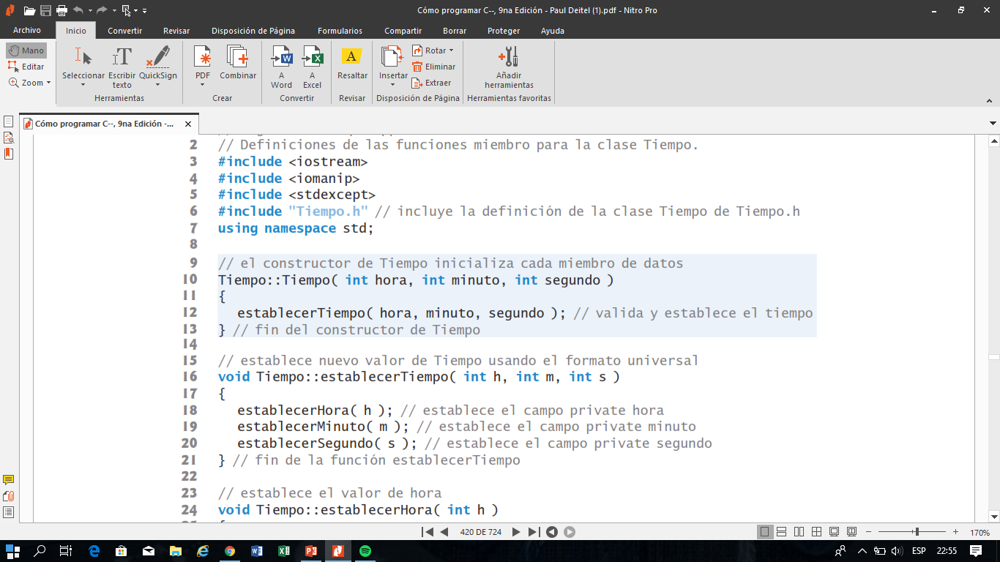 Cómo programar C--, 9na Edición - Paul Deitel (1).pdf - Nitro Pro
Archivo Inicio Convertir Revisar Disposición de Página Formularios Compartir Borrar Proteger Ayuda
Mano
Editar
Zoom
Seleccionar
Escribir texto
QuickSign
Herramientas
PDF
Combinar
Crear
A Word
A Excel
Convertir
Resaltar
Revisar
Insertar
Rotar
Eliminar
Extraer
Disposición de Página
Añadir herramientas
Herramientas favoritas
Cómo programar C--, 9na Edición -...
2 // Definiciones de las funciones miembro para la clase Tiempo.
3 #include <iostream>
4 #include <iomanip>
5 #include <stdexcept>
6 #include "Tiempo.h" // incluye la definición de la clase Tiempo de Tiempo.h
7 using namespace std;
8
9 // el constructor de Tiempo inicializa cada miembro de datos
10 Tiempo::Tiempo( int hora, int minuto, int segundo )
11 {
12 establecerTiempo( hora, minuto, segundo ); // valida y establece el tiempo
13 } // fin del constructor de Tiempo
14
15 // establece nuevo valor de Tiempo usando el formato universal
16 void Tiempo::establecerTiempo( int h, int m, int s )
17 {
18 establecerHora( h ); // establece el campo private hora
19 establecerMinuto( m ); // establece el campo private minuto
20 establecerSegundo( s ); // establece el campo private segundo
21 } // fin de la función establecerTiempo
22
23 // establece el valor de hora
24 void Tiempo::establecerHora( int h )
420 DE 724
170%
ESP 22:55